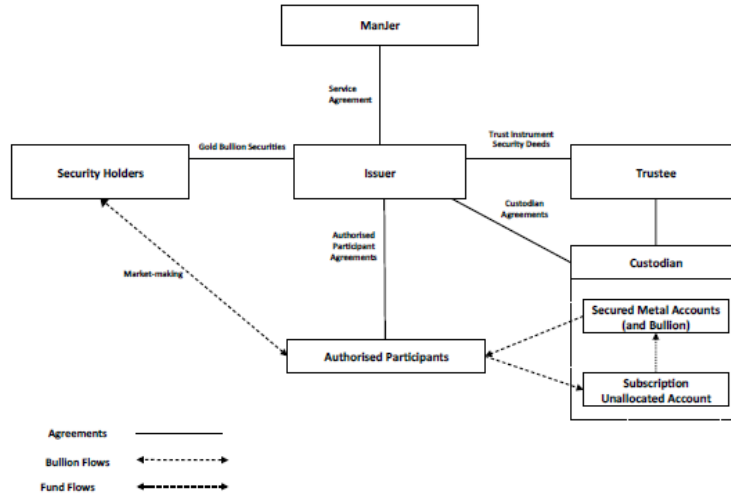 ManJer
Service
Agreement
Gold Bullion Securities
Trust Instrument
Security Deeds
Security Holders
Issuer
Trustee
Custodian
Agreements
Authorised
Participant
Agreements
Market-making
Custodian
Secured Metal Accounts
(and Bullion)
Authorised Participants
Subscription
Unallocated Account
Agreements
Bullion Flows
Fund Flows